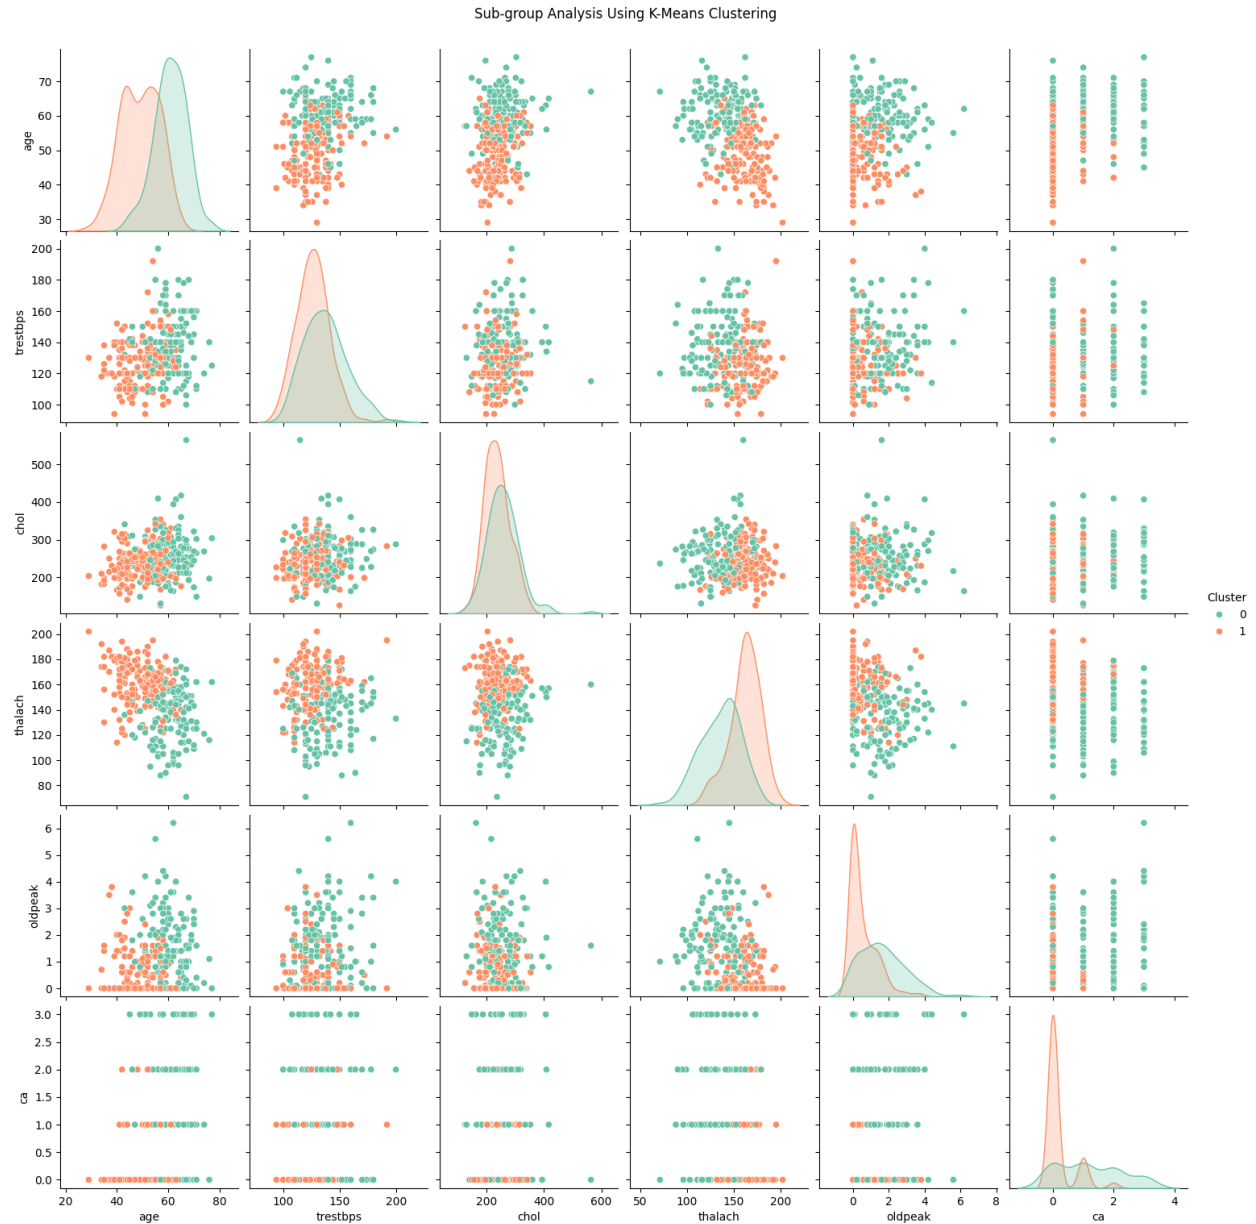 Sub-group Analysis Using K-Means Clustering
age
70
60
50
40
30
trestbps
200
180
160
140
120
100
chol
500
400
300
200
thalach
200
180
160
140
120
100
80
oldpeak
6
5
4
3
2
1
0
ca
3.0
2.5
2.0
1.5
1.0
0.5
0.0
20 40 60 80
100 150 200
200 400 600
50 100 150 200
0 2 4 6 8
0 2 4
age trestbps chol thalach oldpeak ca
Cluster
0
1